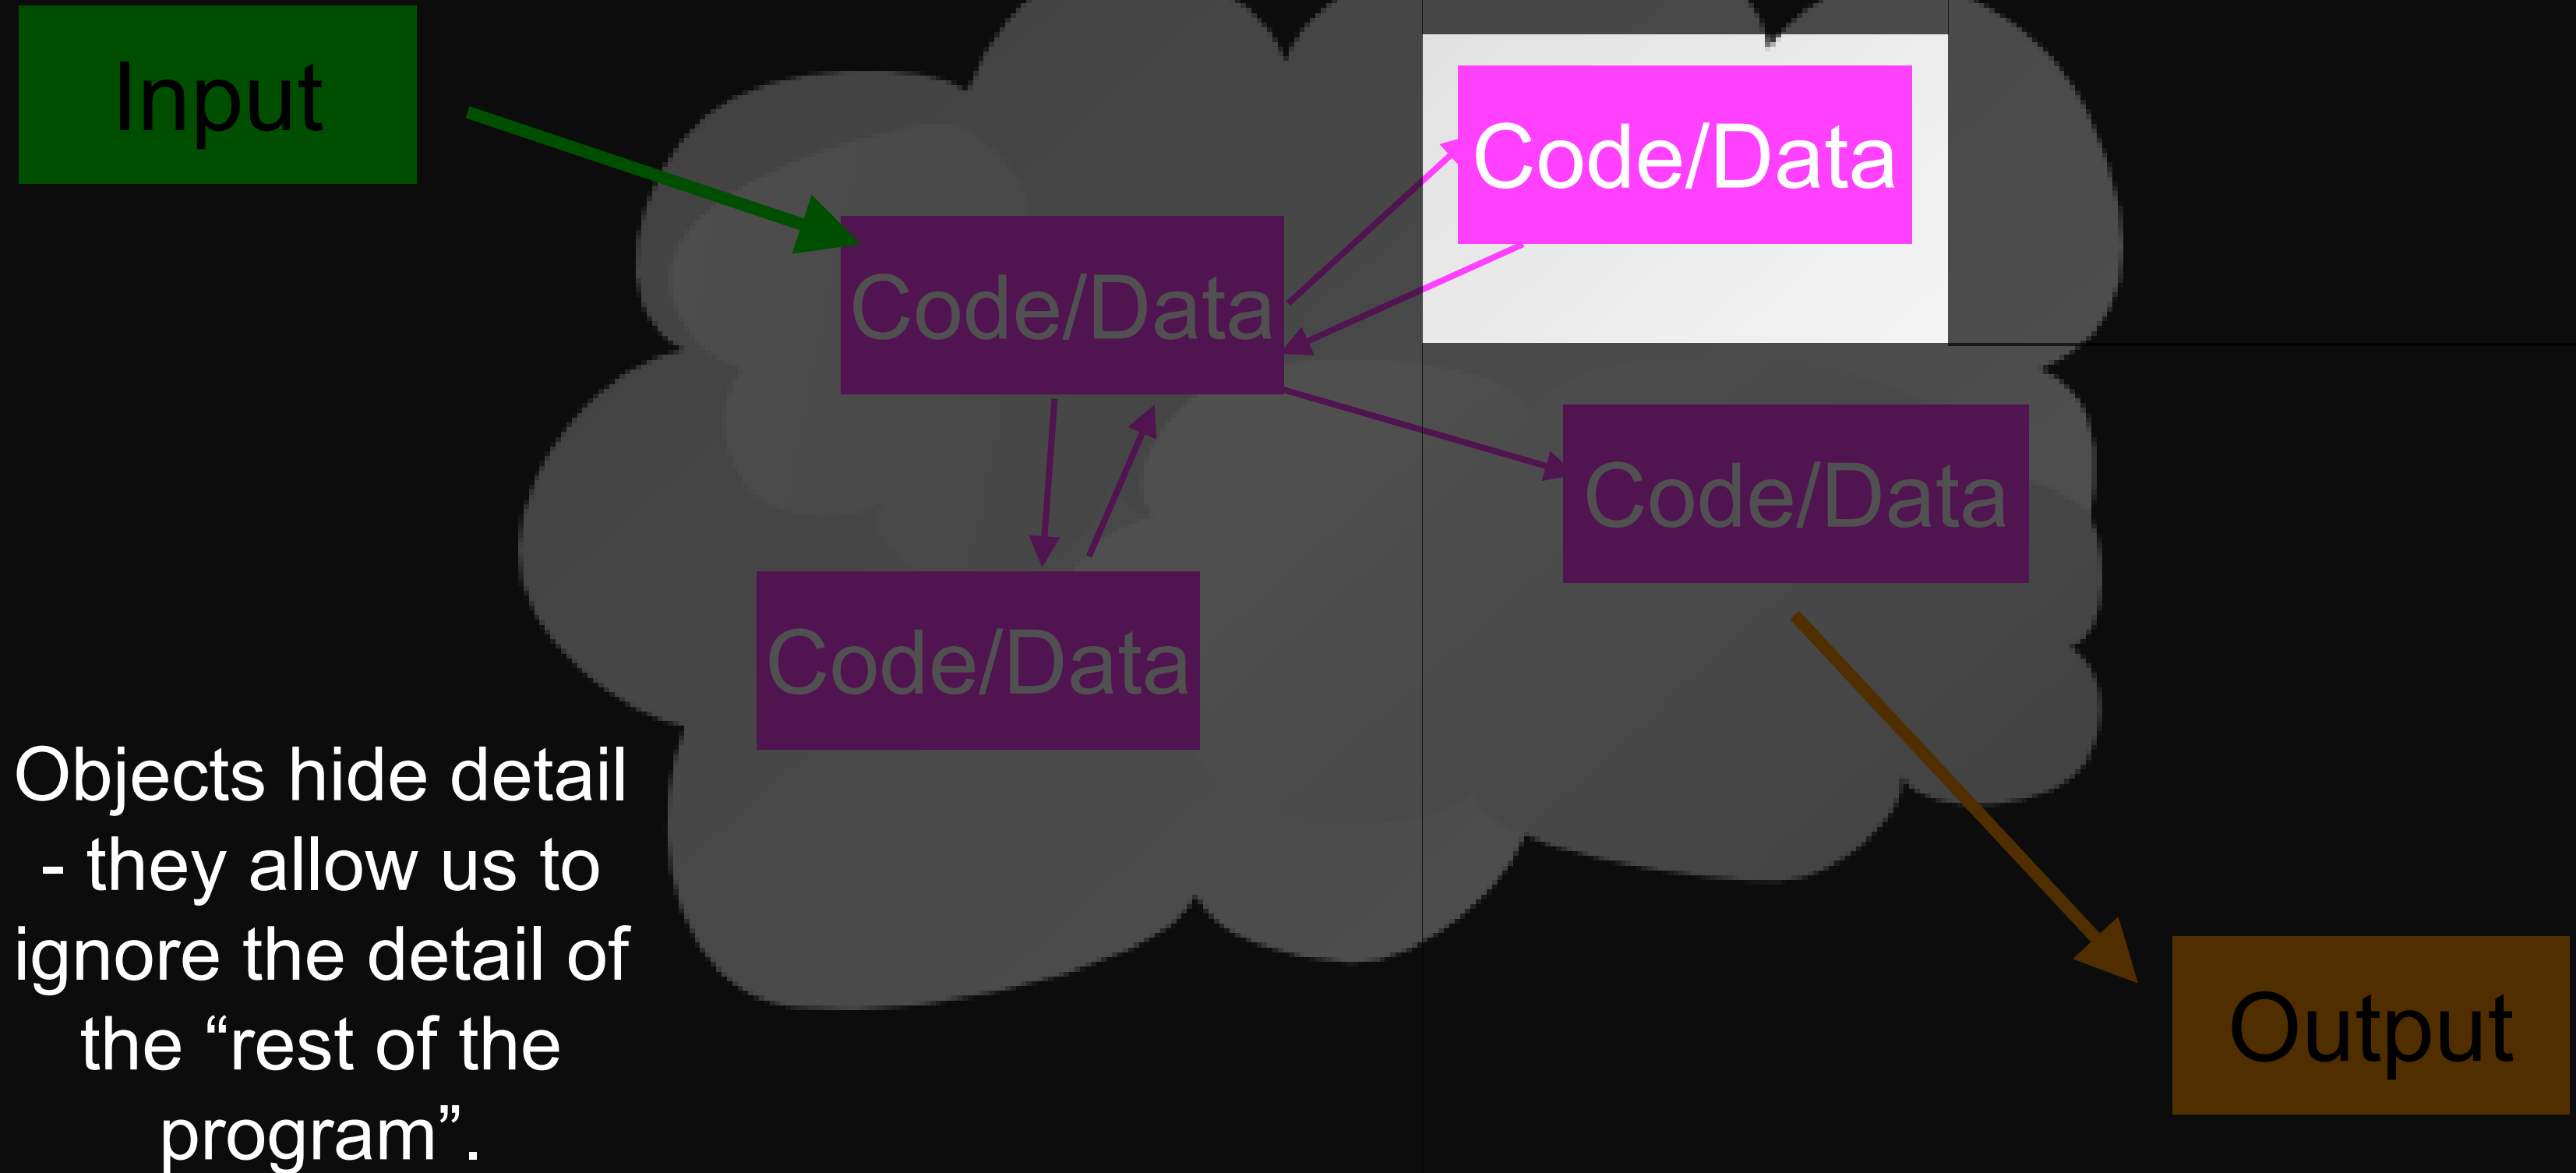 Input
Code/Data
Code/Data
Code/Data
Code/Data
Objects hide detail
- they allow us to
ignore the detail of
the “rest of the
program”.
Output